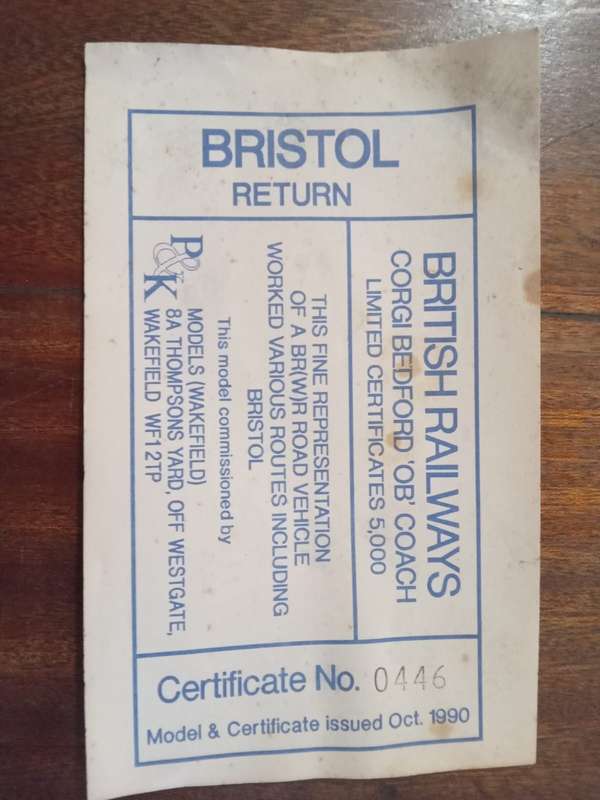 BRISTOL
RETURN
BRITISH RAILWAYS
CORGI BEDFORD 'OB' COACH
LIMITED CERTIFICATES 5,000
THIS FINE REPRESENTATION
OF A BR(W)R ROAD VEHICLE
WORKED VARIOUS ROUTES INCLUDING
BRISTOL
This model commissioned by
P&K
MODELS (WAKEFIELD)
8A THOMPSONS YARD, OFF WESTGATE,
WAKEFIELD WF1 2TP
Certificate No. 0446
Model & Certificate issued Oct. 1990